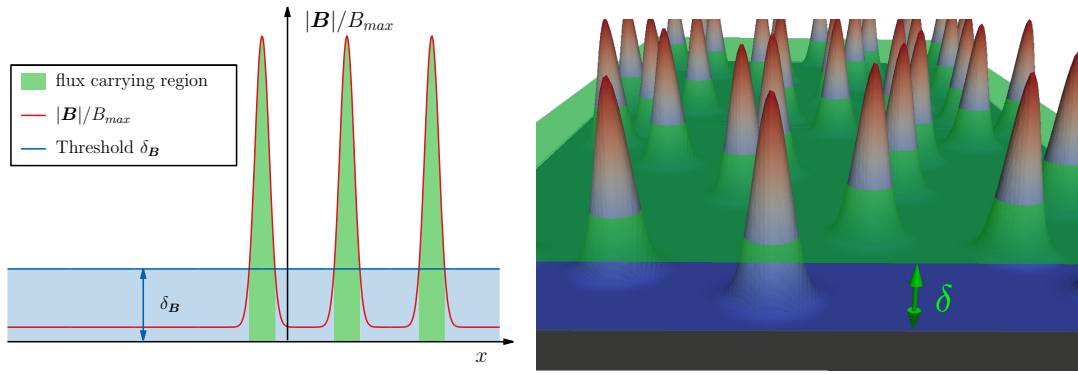 |B|/B_max
flux carrying region
|B|/B_max
Threshold δ_B
δ_B
x
δ